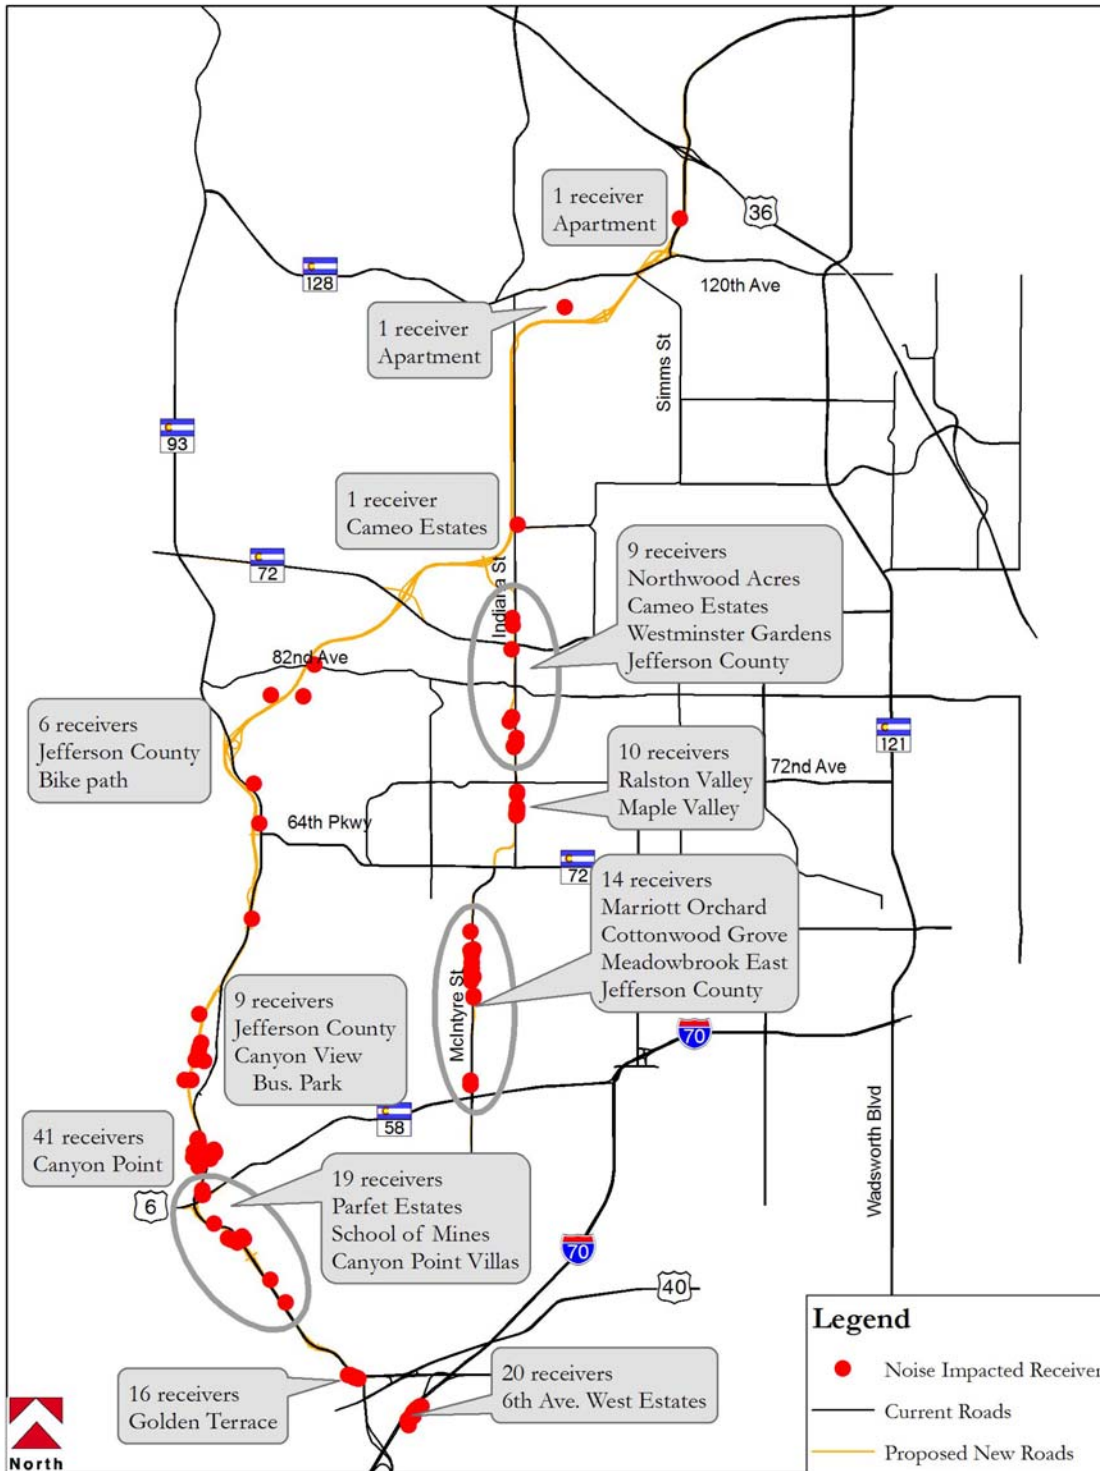 1 receiver
Apartment
36
128
120th Ave
1 receiver
Apartment
Simms St
93
1 receiver
Cameo Estates
72
Indiana St
9 receivers
Northwood Acres
Cameo Estates
Westminster Gardens
Jefferson County
82nd Ave
6 receivers
Jefferson County
Bike path
121
10 receivers
Ralston Valley
Maple Valley
72nd Ave
64th Pkwy
72
14 receivers
Marriott Orchard
Cottonwood Grove
Meadowbrook East
Jefferson County
McIntyre St
9 receivers
Jefferson County
Canyon View
Bus. Park
70
58
41 receivers
Canyon Point
6
19 receivers
Parfet Estates
School of Mines
Canyon Point Villas
Wadsworth Blvd
70
40
16 receivers
Golden Terrace
20 receivers
6th Ave. West Estates
Legend
Noise Impacted Receiver
Current Roads
Proposed New Roads
North